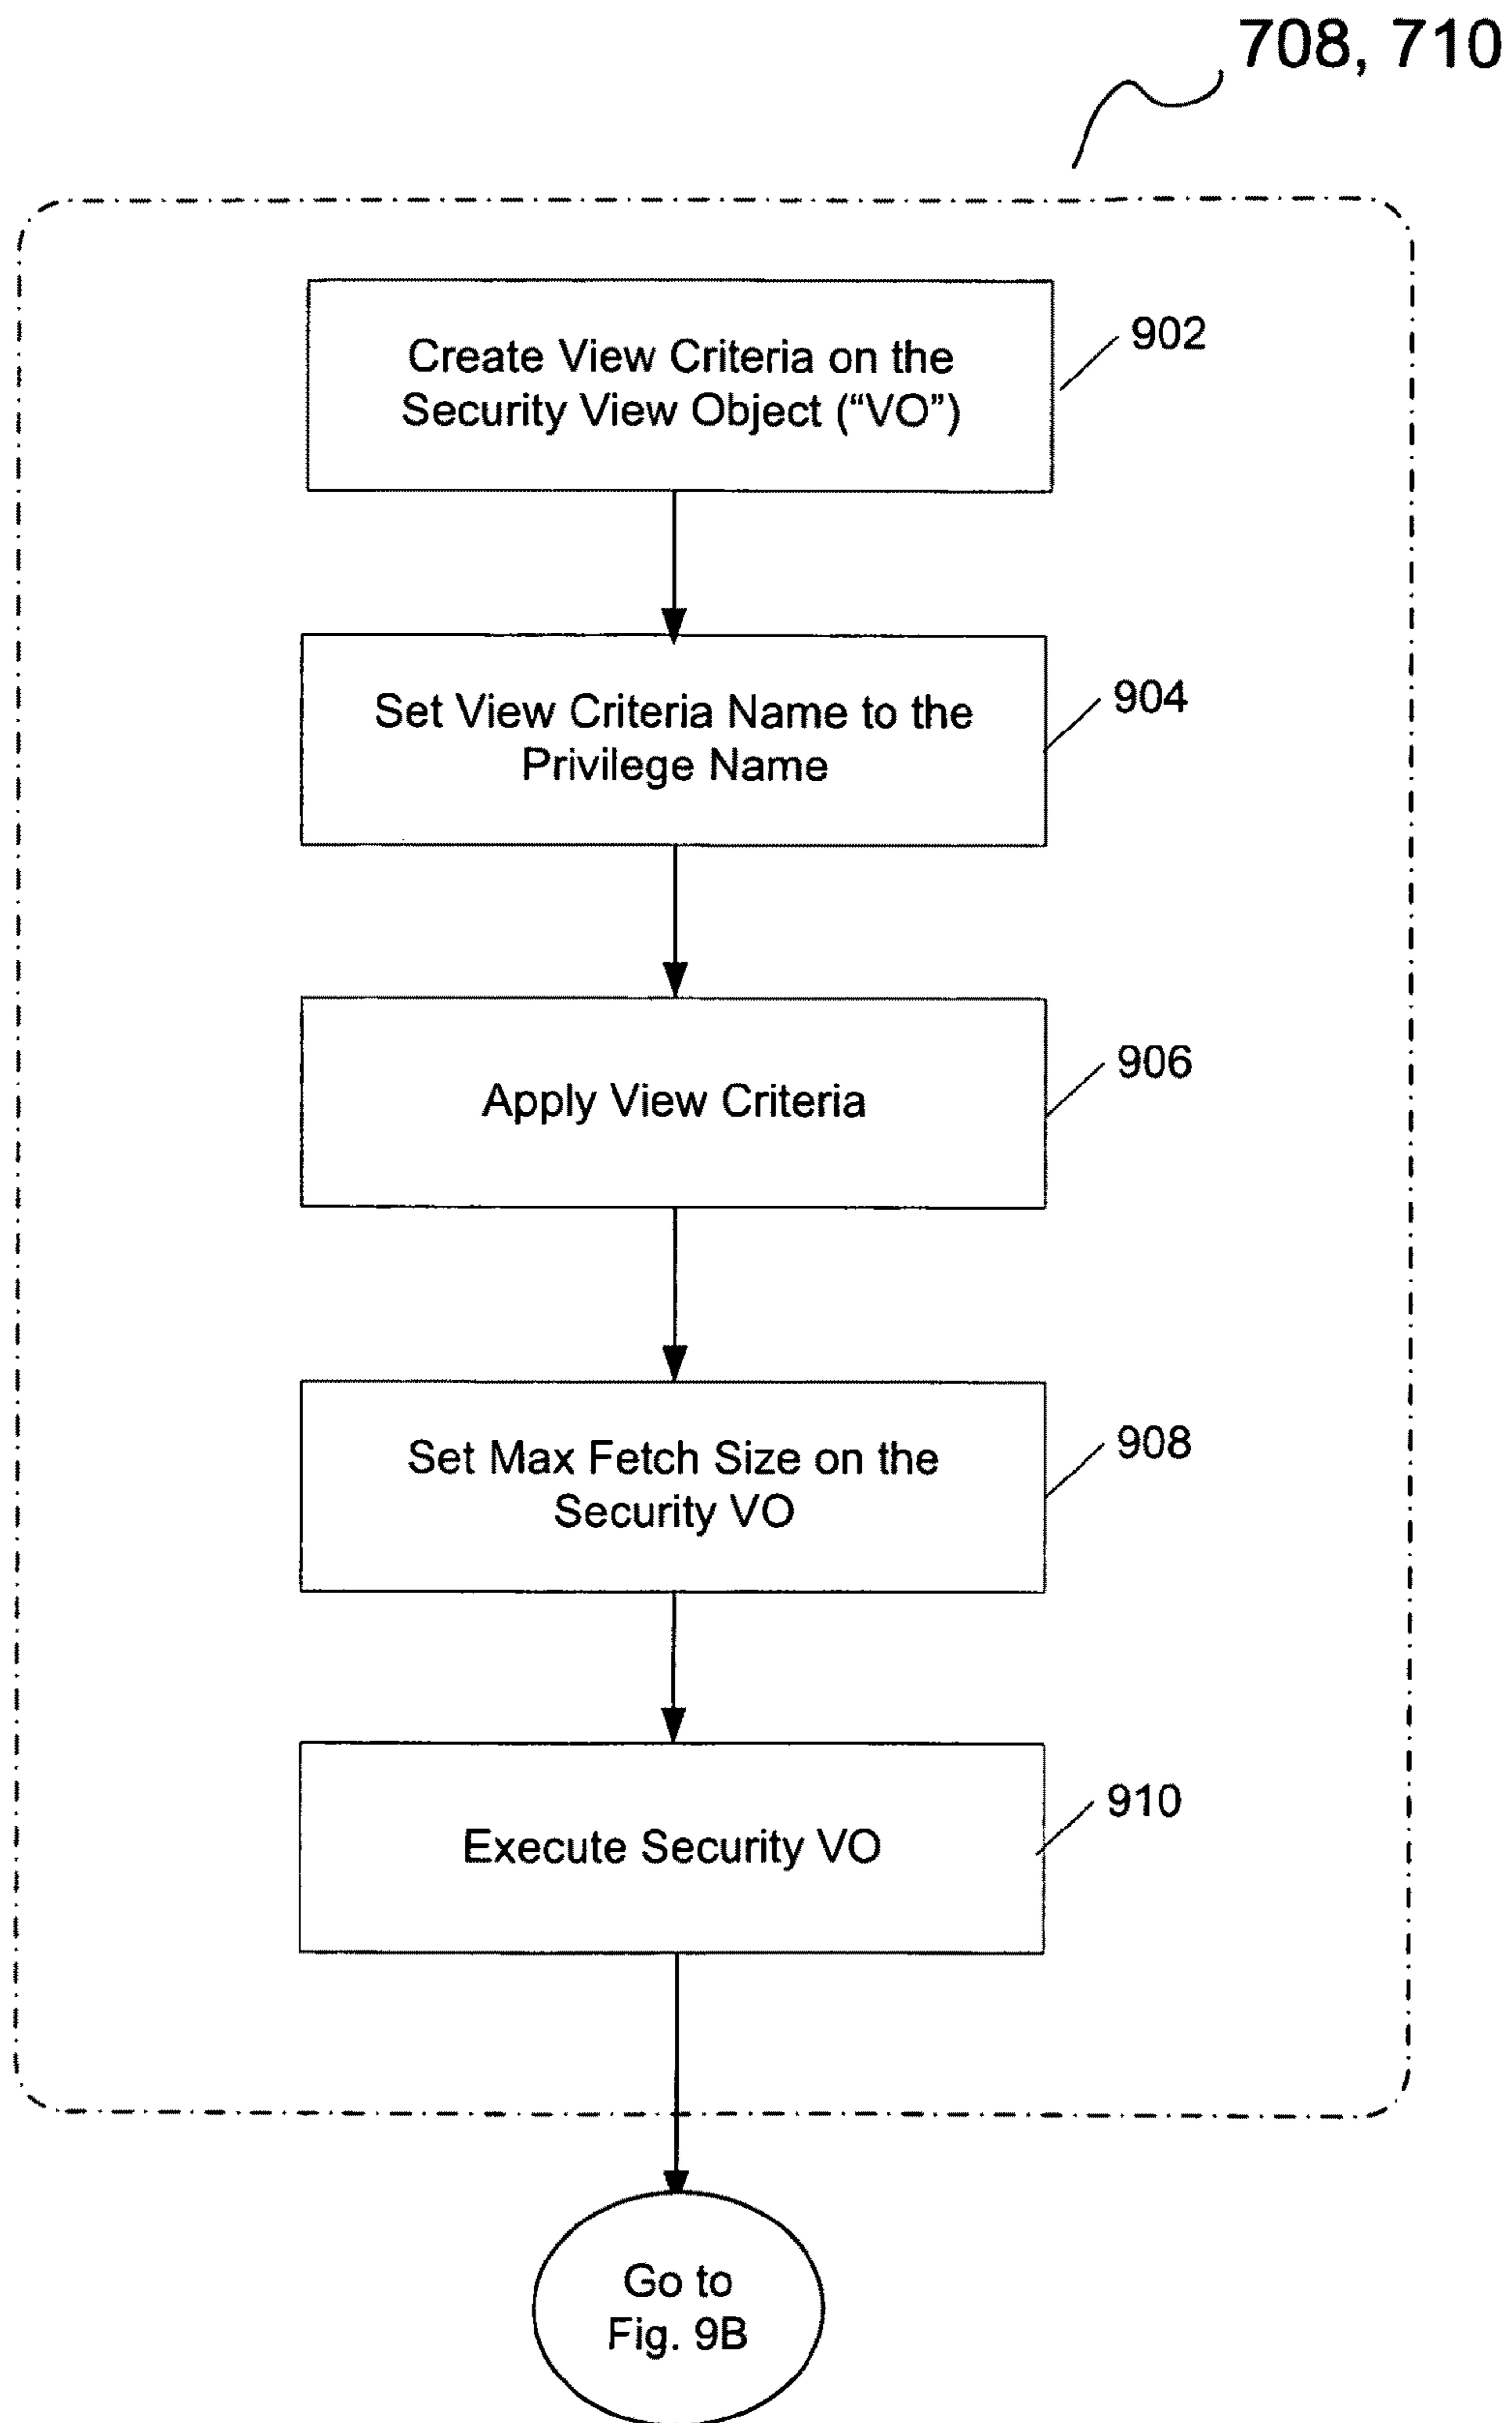 708, 710
Create View Criteria on the
Security View Object (“VO”)
902
Set View Criteria Name to the
Privilege Name
904
Apply View Criteria
906
Set Max Fetch Size on the
Security VO
908
Execute Security VO
910
Go to
Fig. 9B